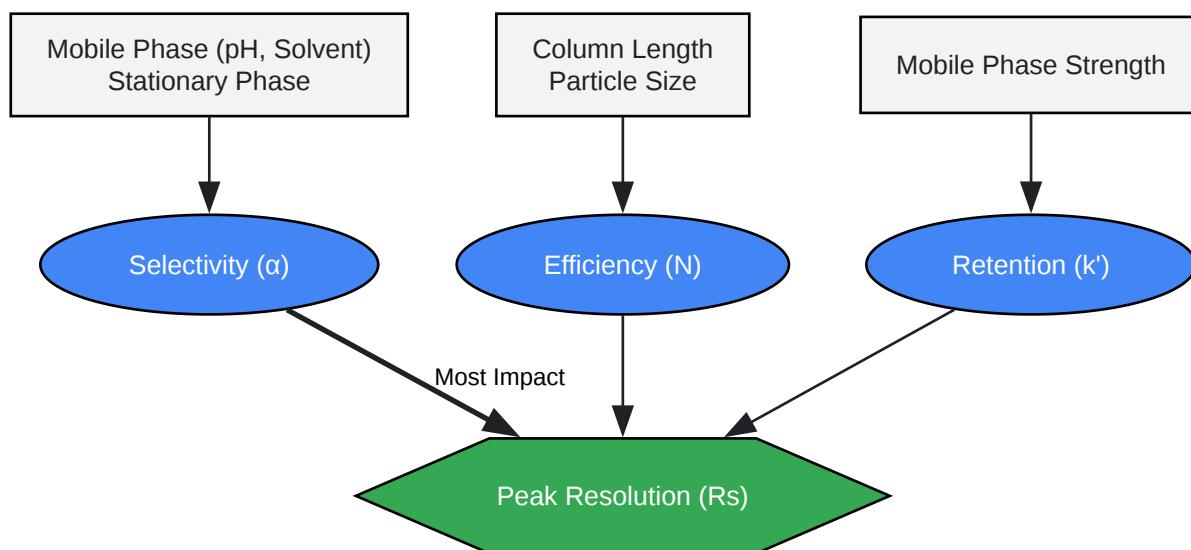 Mobile Phase (pH, Solvent)
Stationary Phase
Column Length
Particle Size
Mobile Phase Strength
Selectivity (α)
Efficiency (N)
Retention (k')
Most Impact
Peak Resolution (Rs)